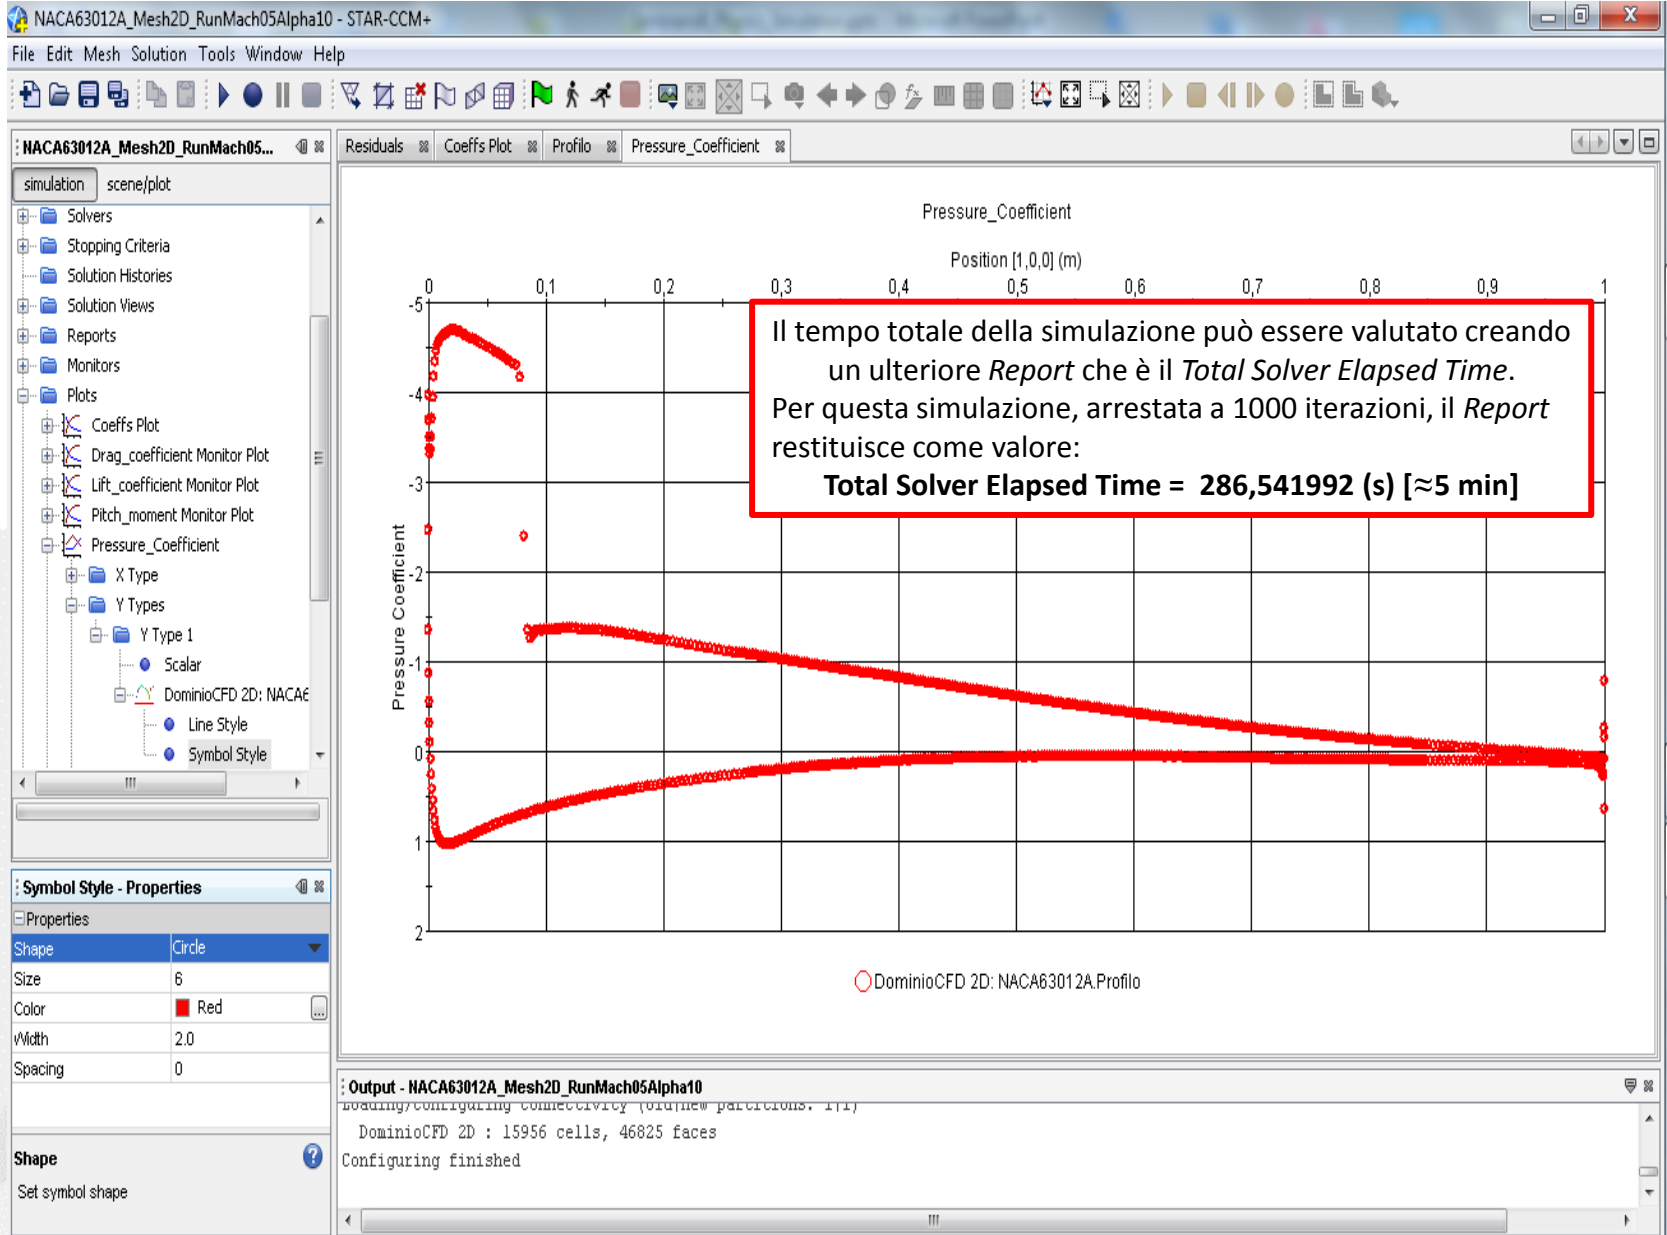 NACA63012A_Mesh2D_RunMach05Alpha10 - STAR-CCM+
File Edit Mesh Solution Tools Window Help
NACA63012A_Mesh2D_RunMach05...
simulation scene/plot
Solvers
Stopping Criteria
Solution Histories
Solution Views
Reports
Monitors
Plots
Coeffs Plot
Drag_coefficient Monitor Plot
Lift_coefficient Monitor Plot
Pitch_moment Monitor Plot
Pressure_Coefficient
X Type
Y Types
Y Type 1
Scalar
DominioCFD 2D: NACA6
Line Style
Symbol Style
Symbol Style - Properties
Properties
Shape Circle
Size 6
Color Red ...
Width 2.0
Spacing 0
Shape
Set symbol shape
Residuals Coeffs Plot Profilo Pressure_Coefficient
Pressure_Coefficient
Position [1,0,0] (m)
0 0,1 0,2 0,3 0,4 0,5 0,6 0,7 0,8 0,9 1
-5
-4
-3
-2
-1
0
1
2
Pressure Coefficient
Il tempo totale della simulazione può essere valutato creando
un ulteriore Report che è il Total Solver Elapsed Time.
Per questa simulazione, arrestata a 1000 iterazioni, il Report
restituisce come valore:
Total Solver Elapsed Time = 286,541992 (s) [≈5 min]
DominioCFD 2D: NACA63012A.Profilo
Output - NACA63012A_Mesh2D_RunMach05Alpha10
Loading/configuring connectivity (old|new partitions: 1|1)
DominioCFD 2D : 15956 cells, 46825 faces
Configuring finished